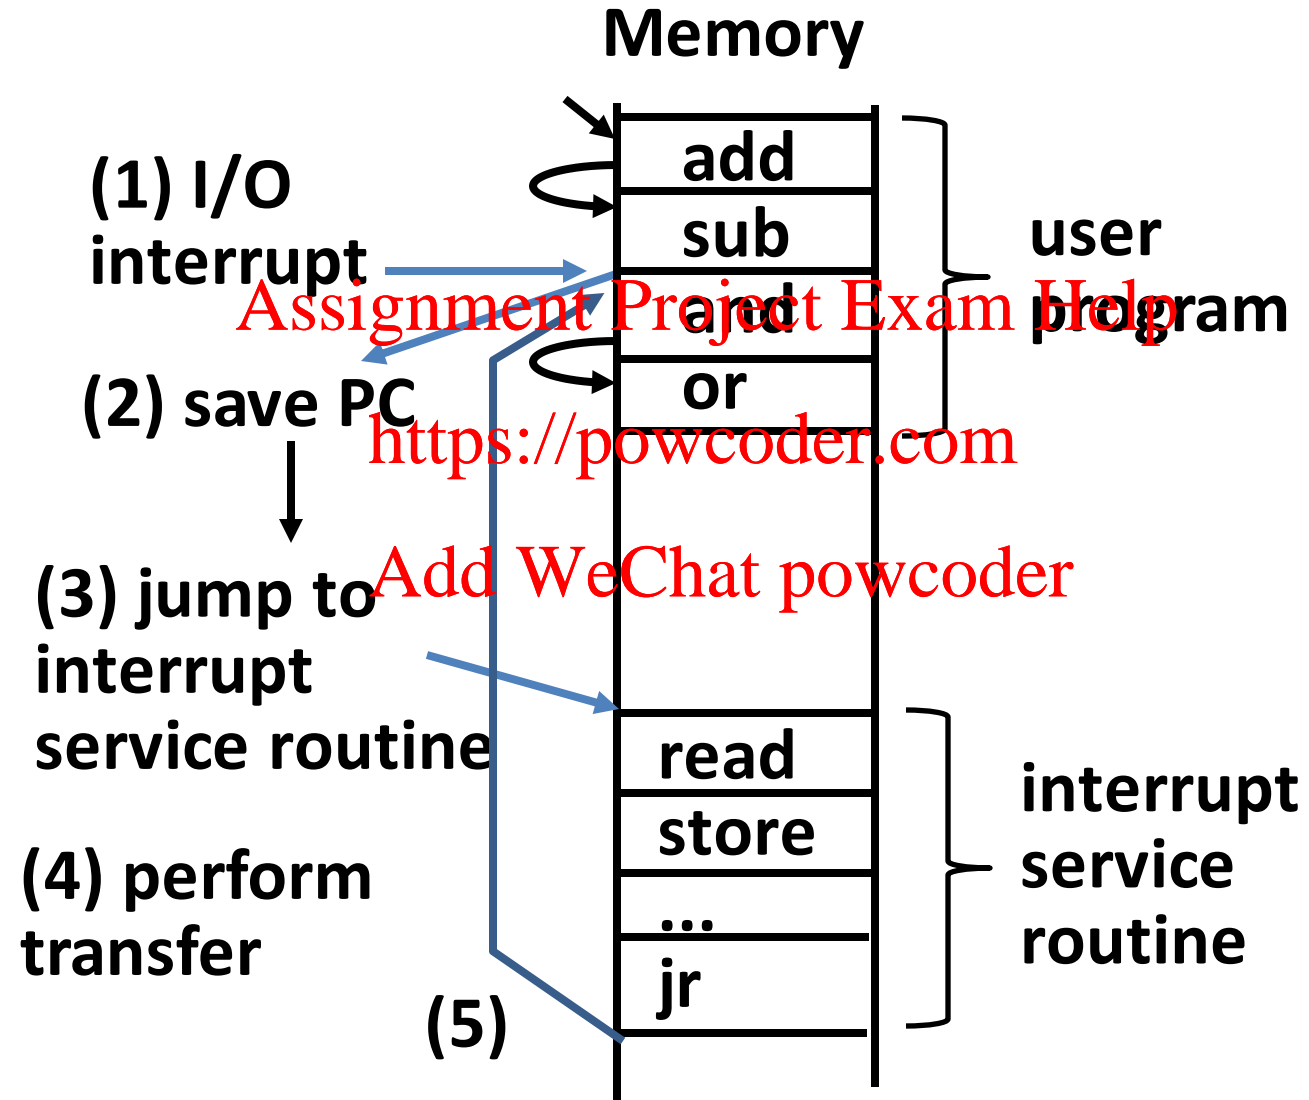 Memory
(1) I/O
interrupt
add
sub
and
or
user
program
Assignment Project Exam Help
(2) save PC
https://powcoder.com
(3) jump to
interrupt
service routine
Add WeChat powcoder
read
store
...
jr
interrupt
service
routine
(4) perform
transfer
(5)